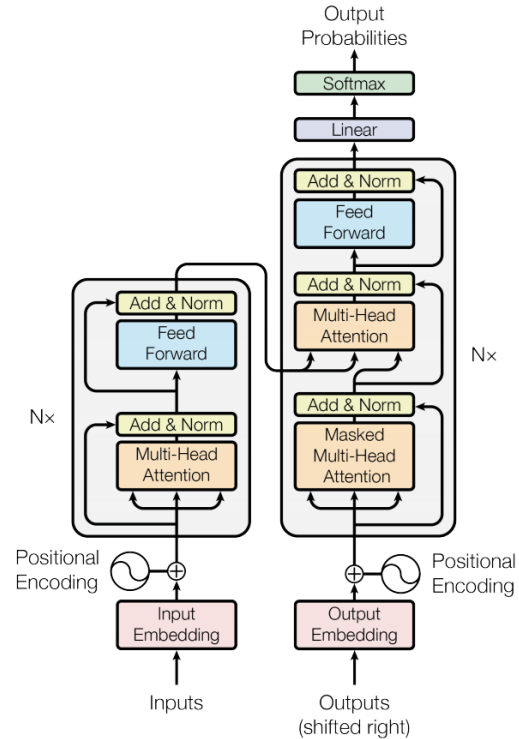 Output
Probabilities
Softmax
Linear
Add & Norm
Feed
Forward
Add & Norm
Multi-Head
Attention
Add & Norm
Masked
Multi-Head
Attention
N×
Positional
Encoding
Output
Embedding
Outputs
(shifted right)
Add & Norm
Feed
Forward
Add & Norm
Multi-Head
Attention
N×
Positional
Encoding
Input
Embedding
Inputs